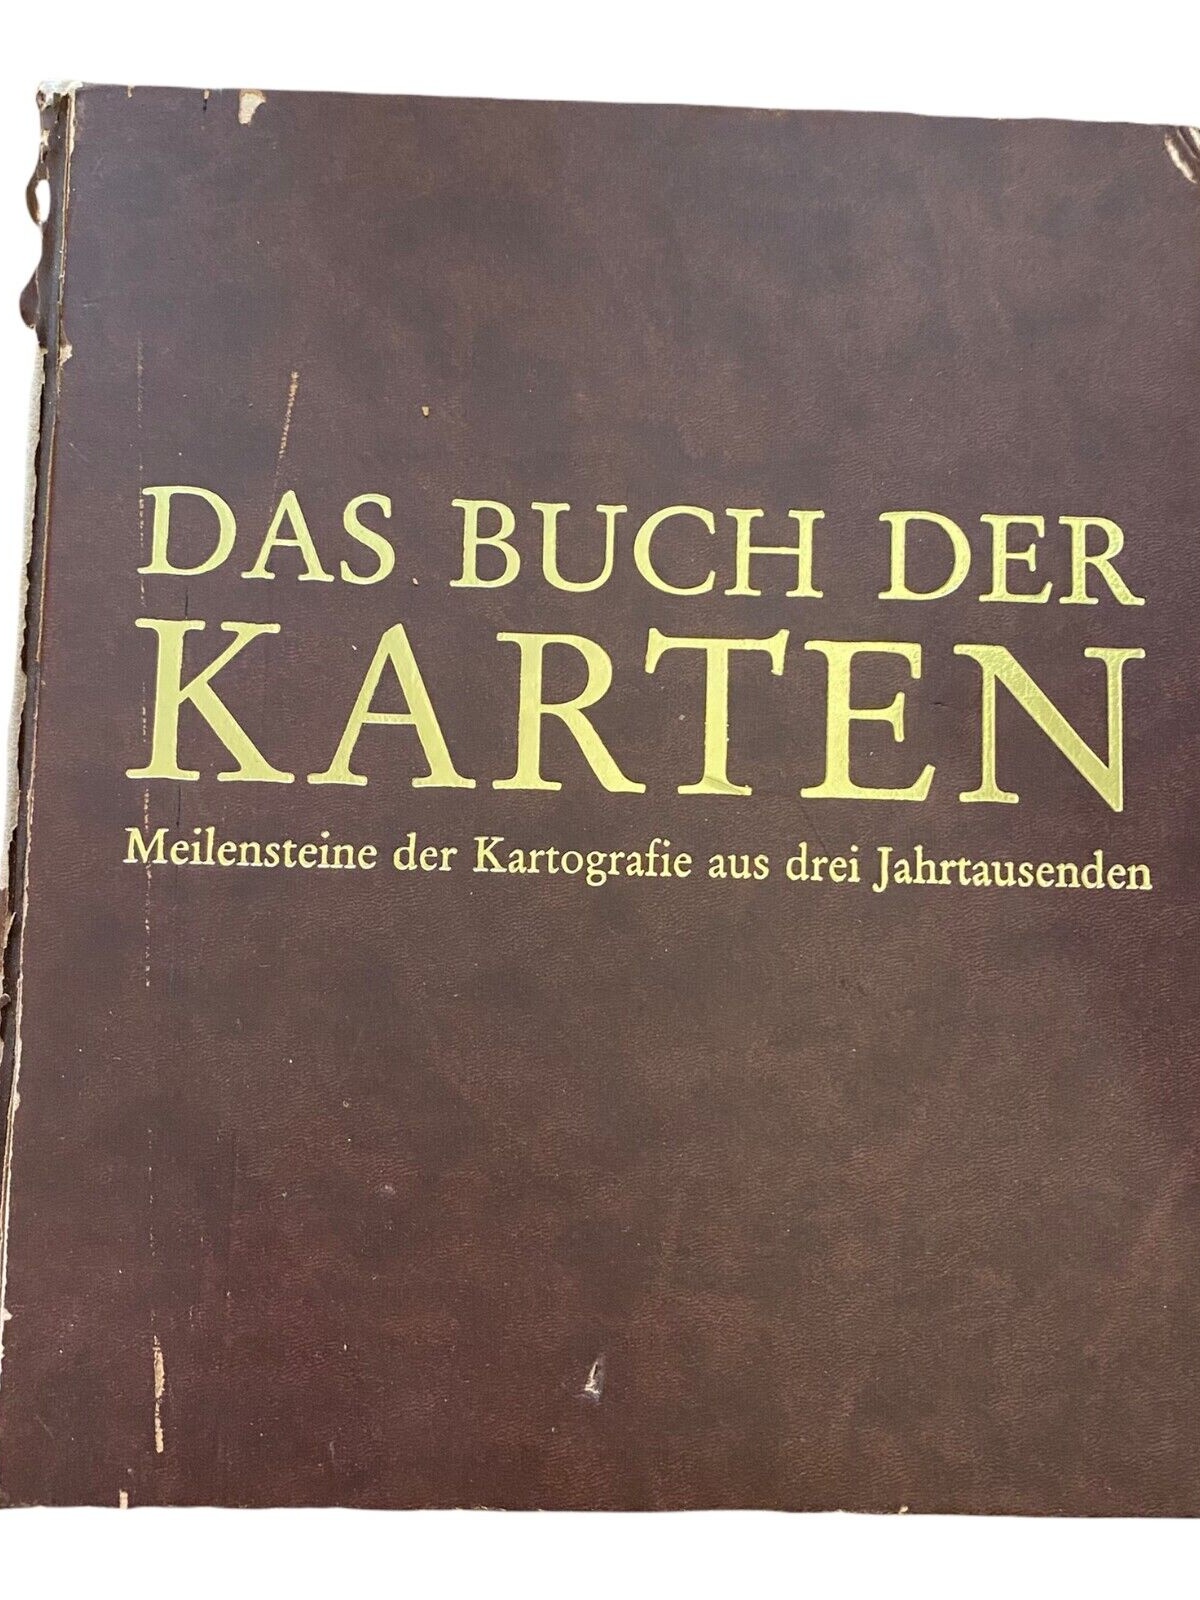 DAS BUCH DER
KARTEN
Meilensteine der Kartografie aus drei Jahrtausenden